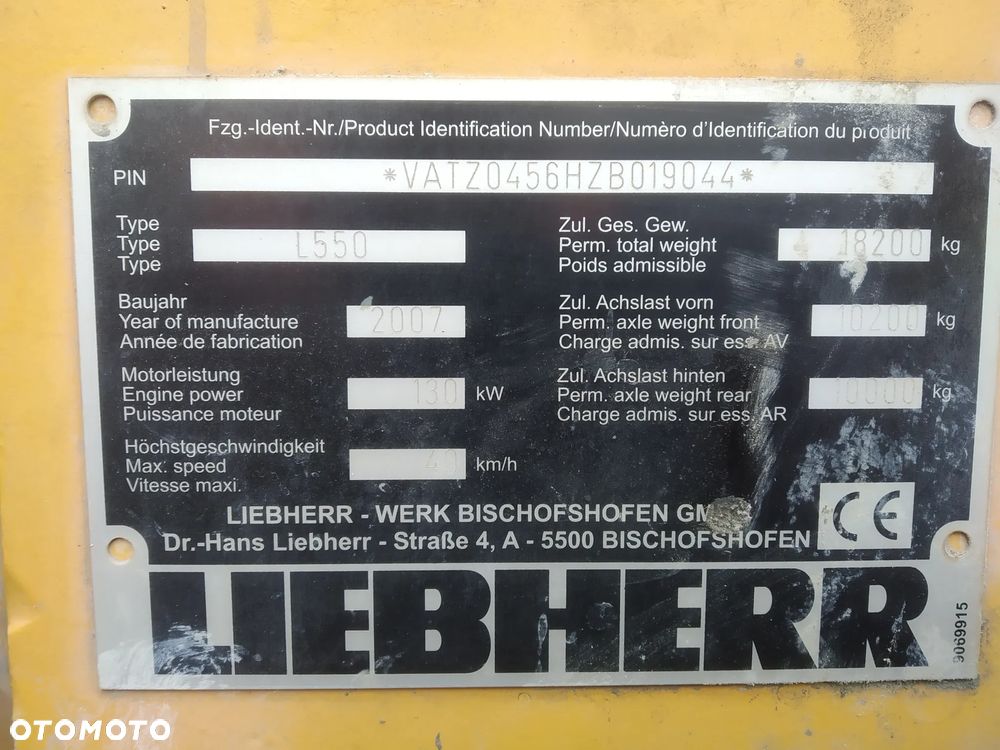 Fzg.-Ident.-Nr./Product Identification Number/Numèro d'Identification du produit
PIN *VATZ0456HZB019044*
Type
Type L550
Type
Zul. Ges. Gew.
Perm. total weight 18200 kg
Poids admissible
Baujahr
Year of manufacture 2007
Année de fabrication
Zul. Achslast vorn
Perm. axle weight front 10200 kg
Charge admis. sur ess. AV
Motorleistung
Engine power 130 kW
Puissance moteur
Zul. Achslast hinten
Perm. axle weight rear 10000 kg
Charge admis. sur ess. AR
Höchstgeschwindigkeit
Max. speed 40 km/h
Vitesse maxi.
LIEBHERR - WERK BISCHOFSHOFEN
Dr.-Hans Liebherr - Straße 4, A - 5500 BISCHOFSHOFEN
CE
LIEBHERR
9069915
OTOMOTO